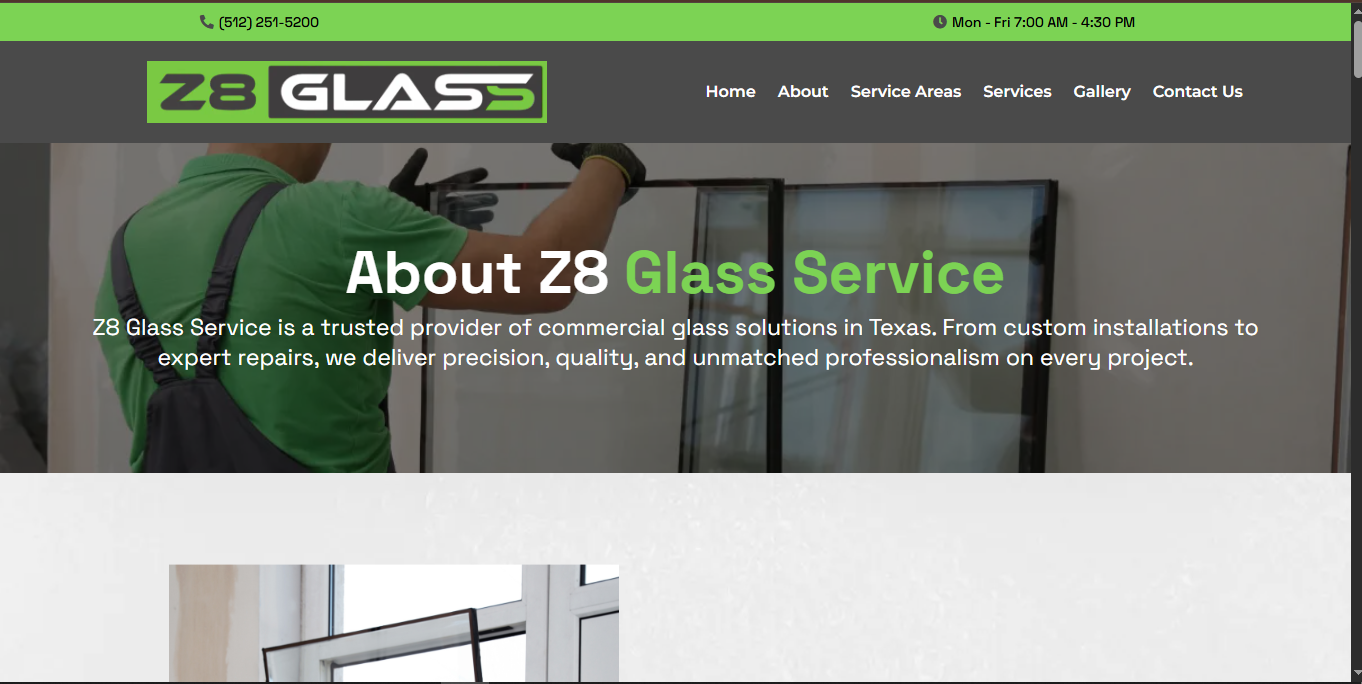 (512) 251-5200
Mon - Fri 7:00 AM - 4:30 PM
Z8 GLASS
Home About Service Areas Services Gallery Contact Us
About Z8 Glass Service
Z8 Glass Service is a trusted provider of commercial glass solutions in Texas. From custom installations to
expert repairs, we deliver precision, quality, and unmatched professionalism on every project.